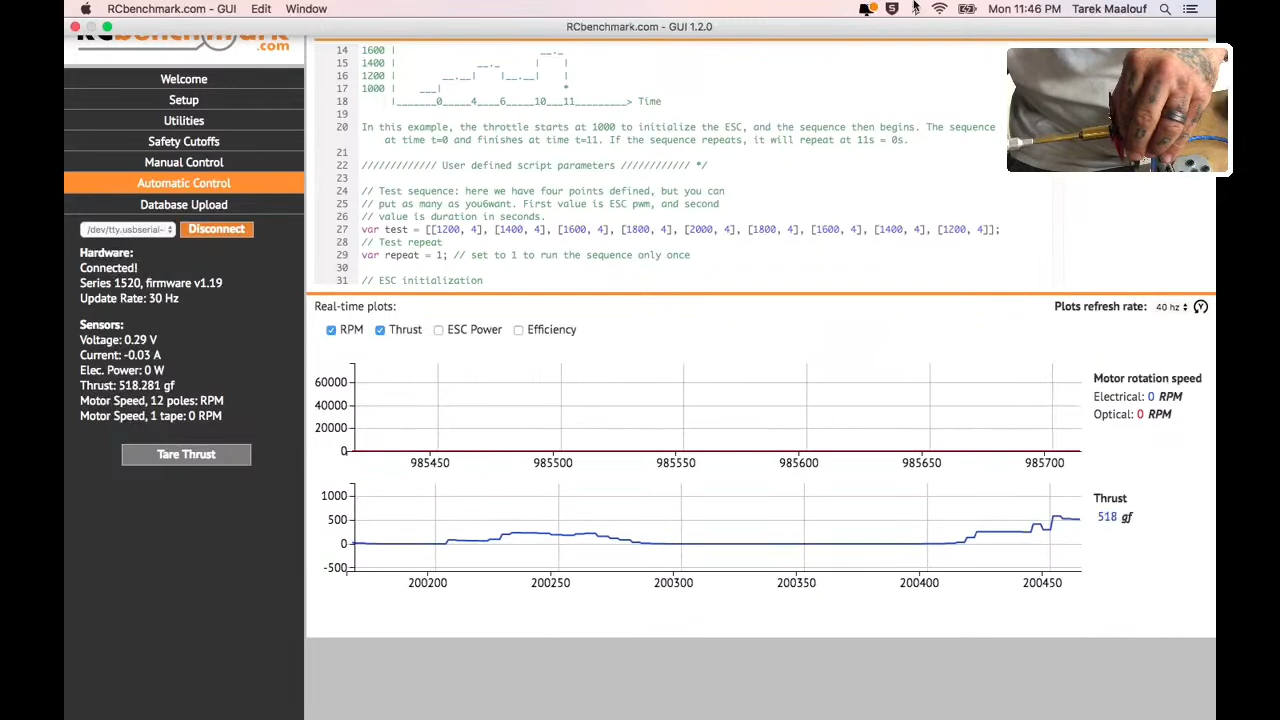 RCbenchmark.com - GUI Edit Window Mon 11:46 PM Tarek Maalouf
RCbenchmark.com - GUI 1.2.0
RCbenchmark
.com
Welcome
Setup
Utilities
Safety Cutoffs
Manual Control
Automatic Control
Database Upload
/dev/tty.usbserial- Disconnect
Hardware:
Connected!
Series 1520, firmware v1.19
Update Rate: 30 Hz
Sensors:
Voltage: 0.29 V
Current: -0.03 A
Elec. Power: 0 W
Thrust: 518.281 gf
Motor Speed, 12 poles: RPM
Motor Speed, 1 tape: 0 RPM
Tare Thrust
14 1600 | __._
15 1400 | __._ |
16 1200 | __.__| |__.__| |
17 1000 | ___| *
18 |_______0_____4____6_____10___11_________> Time
19
20 In this example, the throttle starts at 1000 to initialize the ESC, and the sequence then begins. The sequence
at time t=0 and finishes at time t=11. If the sequence repeats, it will repeat at 11s = 0s.
21
22 ///////////// User defined script parameters //////////// */
23
24 // Test sequence: here we have four points defined, but you can
25 // put as many as you6want. First value is ESC pwm, and second
26 // value is duration in seconds.
27 var test = [[1200, 4], [1400, 4], [1600, 4], [1800, 4], [2000, 4], [1800, 4], [1600, 4], [1400, 4], [1200, 4]];
28 // Test repeat
29 var repeat = 1; // set to 1 to run the sequence only once
30
31 // ESC initialization
Real-time plots: Plots refresh rate: 40 hz
RPM Thrust ESC Power Efficiency
60000
40000
20000
0
985450 985500 985550 985600 985650 985700
Motor rotation speed
Electrical: 0 RPM
Optical: 0 RPM
1000
500
0
-500
200200 200250 200300 200350 200400 200450
Thrust
518 gf